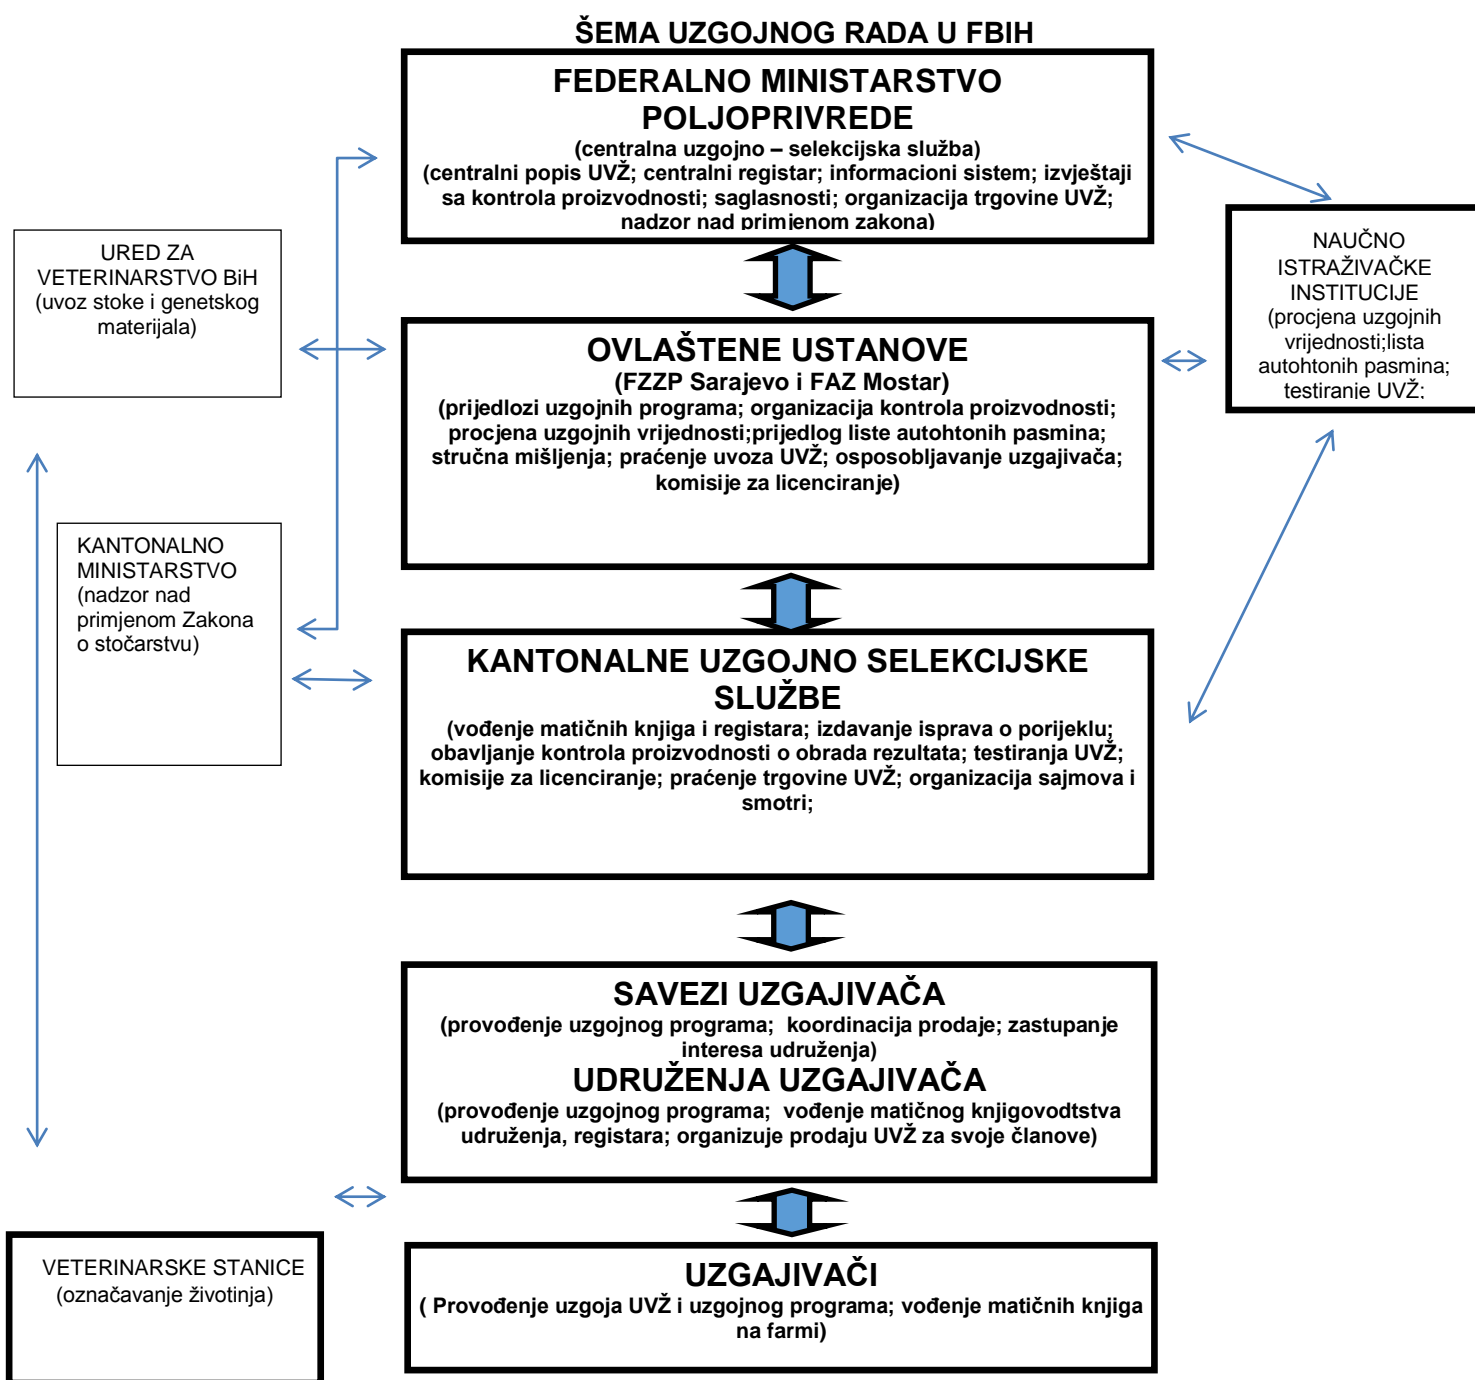 ŠEMA UZGOJNOG RADA U FBIH
FEDERALNO MINISTARSTVO
POLJOPRIVREDE
(centralna uzgojno – selekcijska služba)
(centralni popis UVŽ; centralni registar; informacioni sistem; izvještaji
sa kontrola proizvodnosti; saglasnosti; organizacija trgovine UVŽ;
nadzor nad primjenom zakona)
URED ZA
VETERINARSTVO BiH
(uvoz stoke i genetskog
materijala)
NAUČNO
ISTRAŽIVAČKE
INSTITUCIJE
(procjena uzgojnih
vrijednosti;lista
autohtonih pasmina;
testiranje UVŽ;
OVLAŠTENE USTANOVE
(FZZP Sarajevo i FAZ Mostar)
(prijedlozi uzgojnih programa; organizacija kontrola proizvodnosti;
procjena uzgojnih vrijednosti;prijedlog liste autohtonih pasmina;
stručna mišljenja; praćenje uvoza UVŽ; osposobljavanje uzgajivača;
komisije za licenciranje)
KANTONALNO
MINISTARSTVO
(nadzor nad
primjenom Zakona
o stočarstvu)
KANTONALNE UZGOJNO SELEKCIJSKE
SLUŽBE
(vođenje matičnih knjiga i registara; izdavanje isprava o porijeklu;
obavljanje kontrola proizvodnosti o obrada rezultata; testiranja UVŽ;
komisije za licenciranje; praćenje trgovine UVŽ; organizacija sajmova i
smotri;
SAVEZI UZGAJIVAČA
(provođenje uzgojnog programa;  koordinacija prodaje; zastupanje
interesa udruženja)
UDRUŽENJA UZGAJIVAČA
(provođenje uzgojnog programa;  vođenje matičnog knjigovodtstva
udruženja, registara; organizuje prodaju UVŽ za svoje članove)
VETERINARSKE STANICE
(označavanje životinja)
UZGAJIVAČI
( Provođenje uzgoja UVŽ i uzgojnog programa; vođenje matičnih knjiga
na farmi)